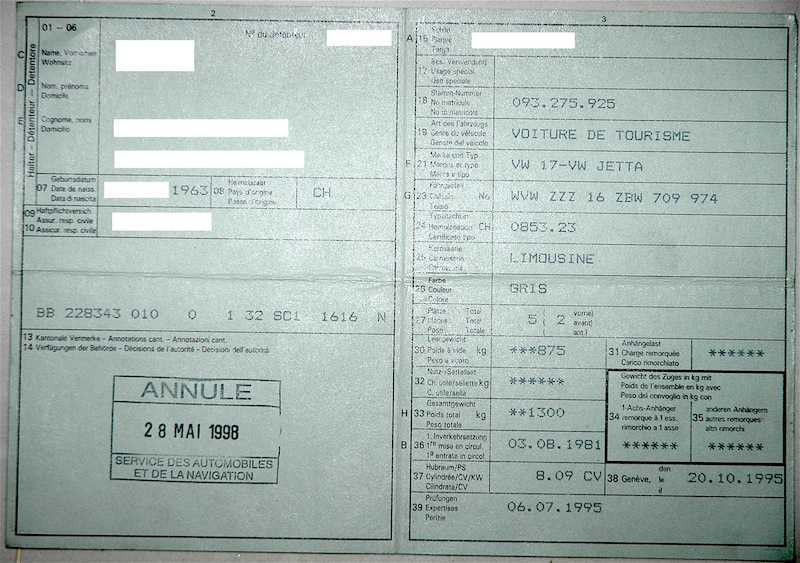 2
01 - 06
N° du détenteur
Halter - Détenteur - Detentore
C
Name, Vornamen
Wohnsitz
D
Nom, prénoms
Domicile
E
Cognome, nomi
Domicilio
07 Geburtsdatum
Date de naiss.
Data di nascita
1963
08 Heimatstaat
Pays d'origine
Paese d'origine
CH
09 Haftpflichtversich.
Assur. resp. civile
10 Assicur. resp. civile
BB 228343 010 0 1 32 SC1 1616 N
13 Kantonale Vermerke - Annotations cant. - Annotazioni cant.
14 Verfügungen der Behörde - Décisions de l'autorité - Decisioni dell'autorità
ANNULE
28 MAI 1998
SERVICE DES AUTOMOBILES
ET DE LA NAVIGATION
3
A 15 Schild
Plaque
Targa
17 Bes. Verwendung
Usage spécial
Uso speciale
18 Stamm-Nummer
No matricule
No di matricola
093.275.925
19 Art des Fahrzeugs
Genre du véhicule
Genere del veicolo
VOITURE DE TOURISME
F 21 Marke und Typ
Marque et type
Marca e tipo
VW 17-VW JETTA
G 23 Fahrgestell
Châssis No
Telaio
WVW ZZZ 16 ZBW 709 974
24 Typenschein
Homologation CH
Certificato tipo
0853.23
25 Karosserie
Carrosserie
Carrozzeria
LIMOUSINE
26 Farbe
Couleur
Colore
GRIS
27 Plätze Total
Places Total
Posti Totale
5 ( 2 vorne)
avant)
ant.)
30 Leergewicht
Poids à vide kg
Peso a vuoto
***875
31 Anhängelast
Charge remorquée
Carico rimorchiato
******
32 Nutz-/Sattellast
Ch. utile/sellette kg
C. utile/sella
******
Gewicht des Zuges in kg mit
Poids de l'ensemble en kg avec
Peso del convoglio in kg con
H 33 Gesamtgewicht
Poids total kg
Peso totale
**1300
34 1-Achs-Anhänger
remorque à 1 ess.
rimorchio a 1 asse
******
35 anderen Anhängern
autres remorques
altri rimorchi
******
B 36 1. Inverkehrsetzung
1re mise en circul.
1a entrata in circol.
03.08.1981
37 Hubraum/PS
Cylindrée/CV/KW
Cilindrata/CV
8.09 CV
38 Genève,
den
le
il
20.10.1995
39 Prüfungen
Expertises
Perizie
06.07.1995